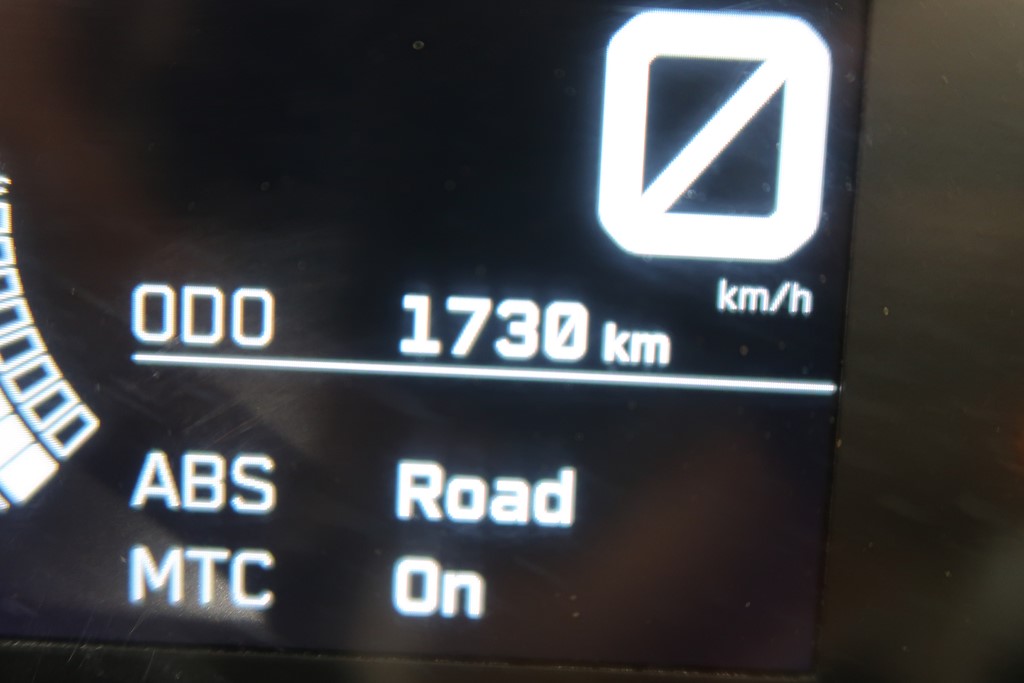 0
km/h
ODO 1730 km
ABS Road
MTC On